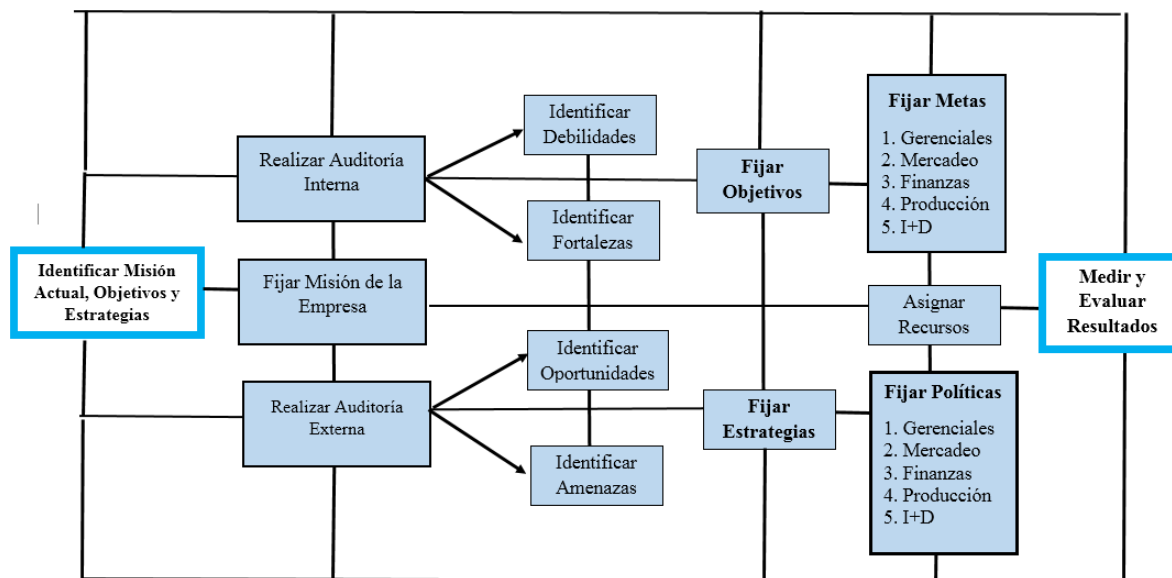 Identificar Misión
Actual, Objetivos y
Estrategias
Realizar Auditoría
Interna
Fijar Misión de la
Empresa
Realizar Auditoría
Externa
Identificar
Debilidades
Identificar
Fortalezas
Identificar
Oportunidades
Identificar
Amenazas
Fijar
Objetivos
Fijar
Estrategias
Fijar Metas
1. Gerenciales
2. Mercadeo
3. Finanzas
4. Producción
5. I+D
Asignar
Recursos
Fijar Políticas
1. Gerenciales
2. Mercadeo
3. Finanzas
4. Producción
5. I+D
Medir y
Evaluar
Resultados